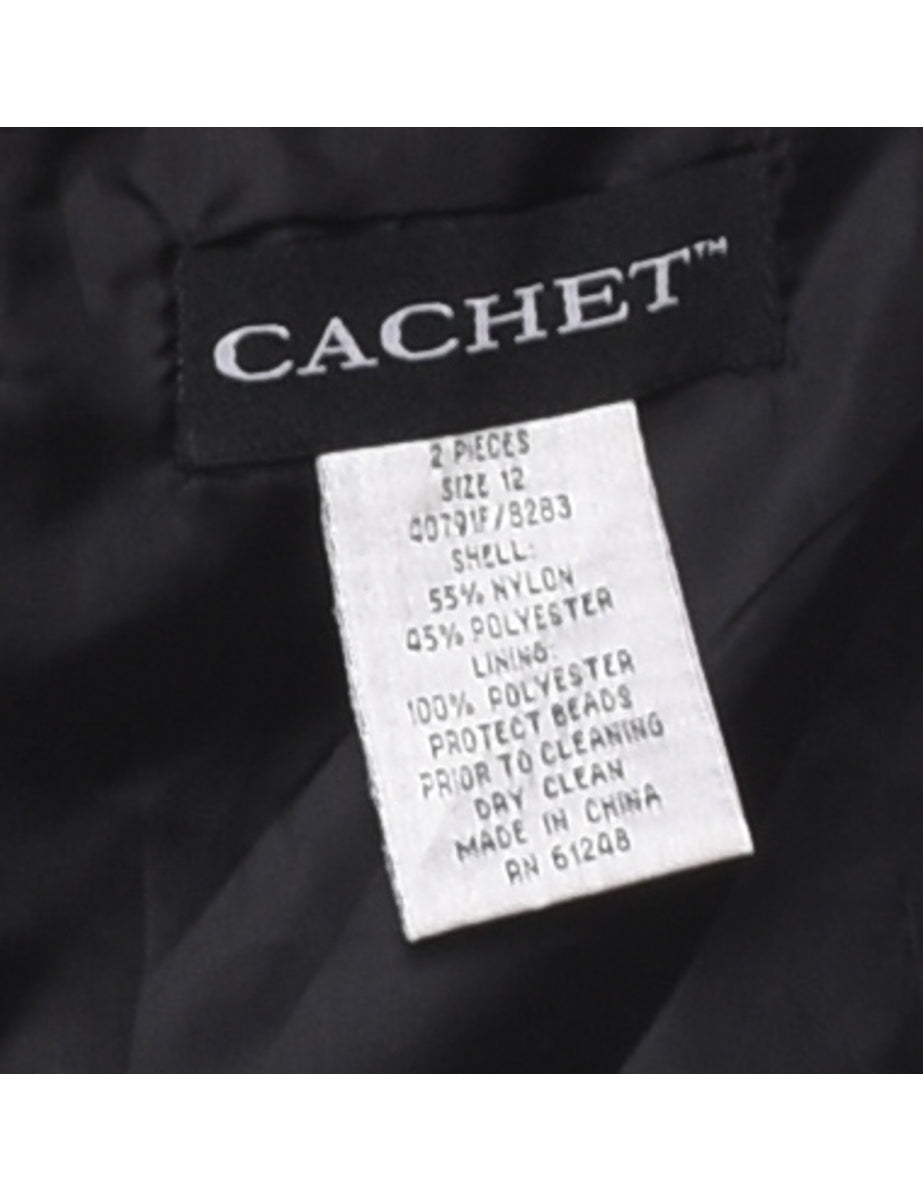 CACHET™
2 PIECES
SIZE 12
40791F/8283
SHELL:
55% NYLON
45% POLYESTER
LINING:
100% POLYESTER
PROTECT BEADS
PRIOR TO CLEANING
DRY CLEAN
MADE IN CHINA
RN 61248